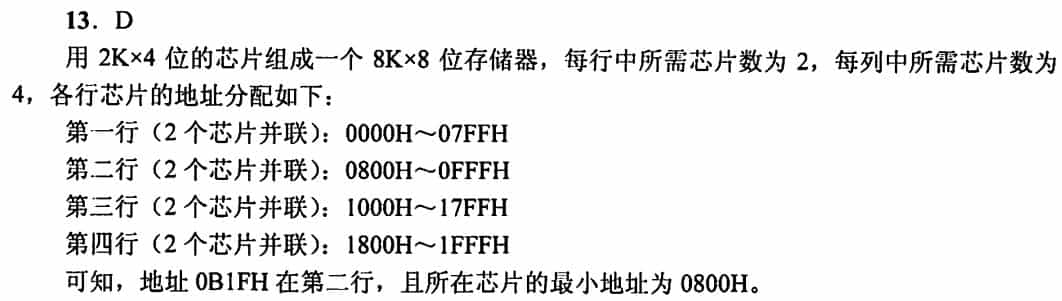 13. D
用 2K×4 位的芯片组成一个 8K×8 位存储器，每行中所需芯片数为 2，每列中所需芯片数为
4，各行芯片的地址分配如下：
第一行（2 个芯片并联）：0000H～07FFH
第二行（2 个芯片并联）：0800H～0FFFH
第三行（2 个芯片并联）：1000H～17FFH
第四行（2 个芯片并联）：1800H～1FFFH
可知，地址 0B1FH 在第二行，且所在芯片的最小地址为 0800H。